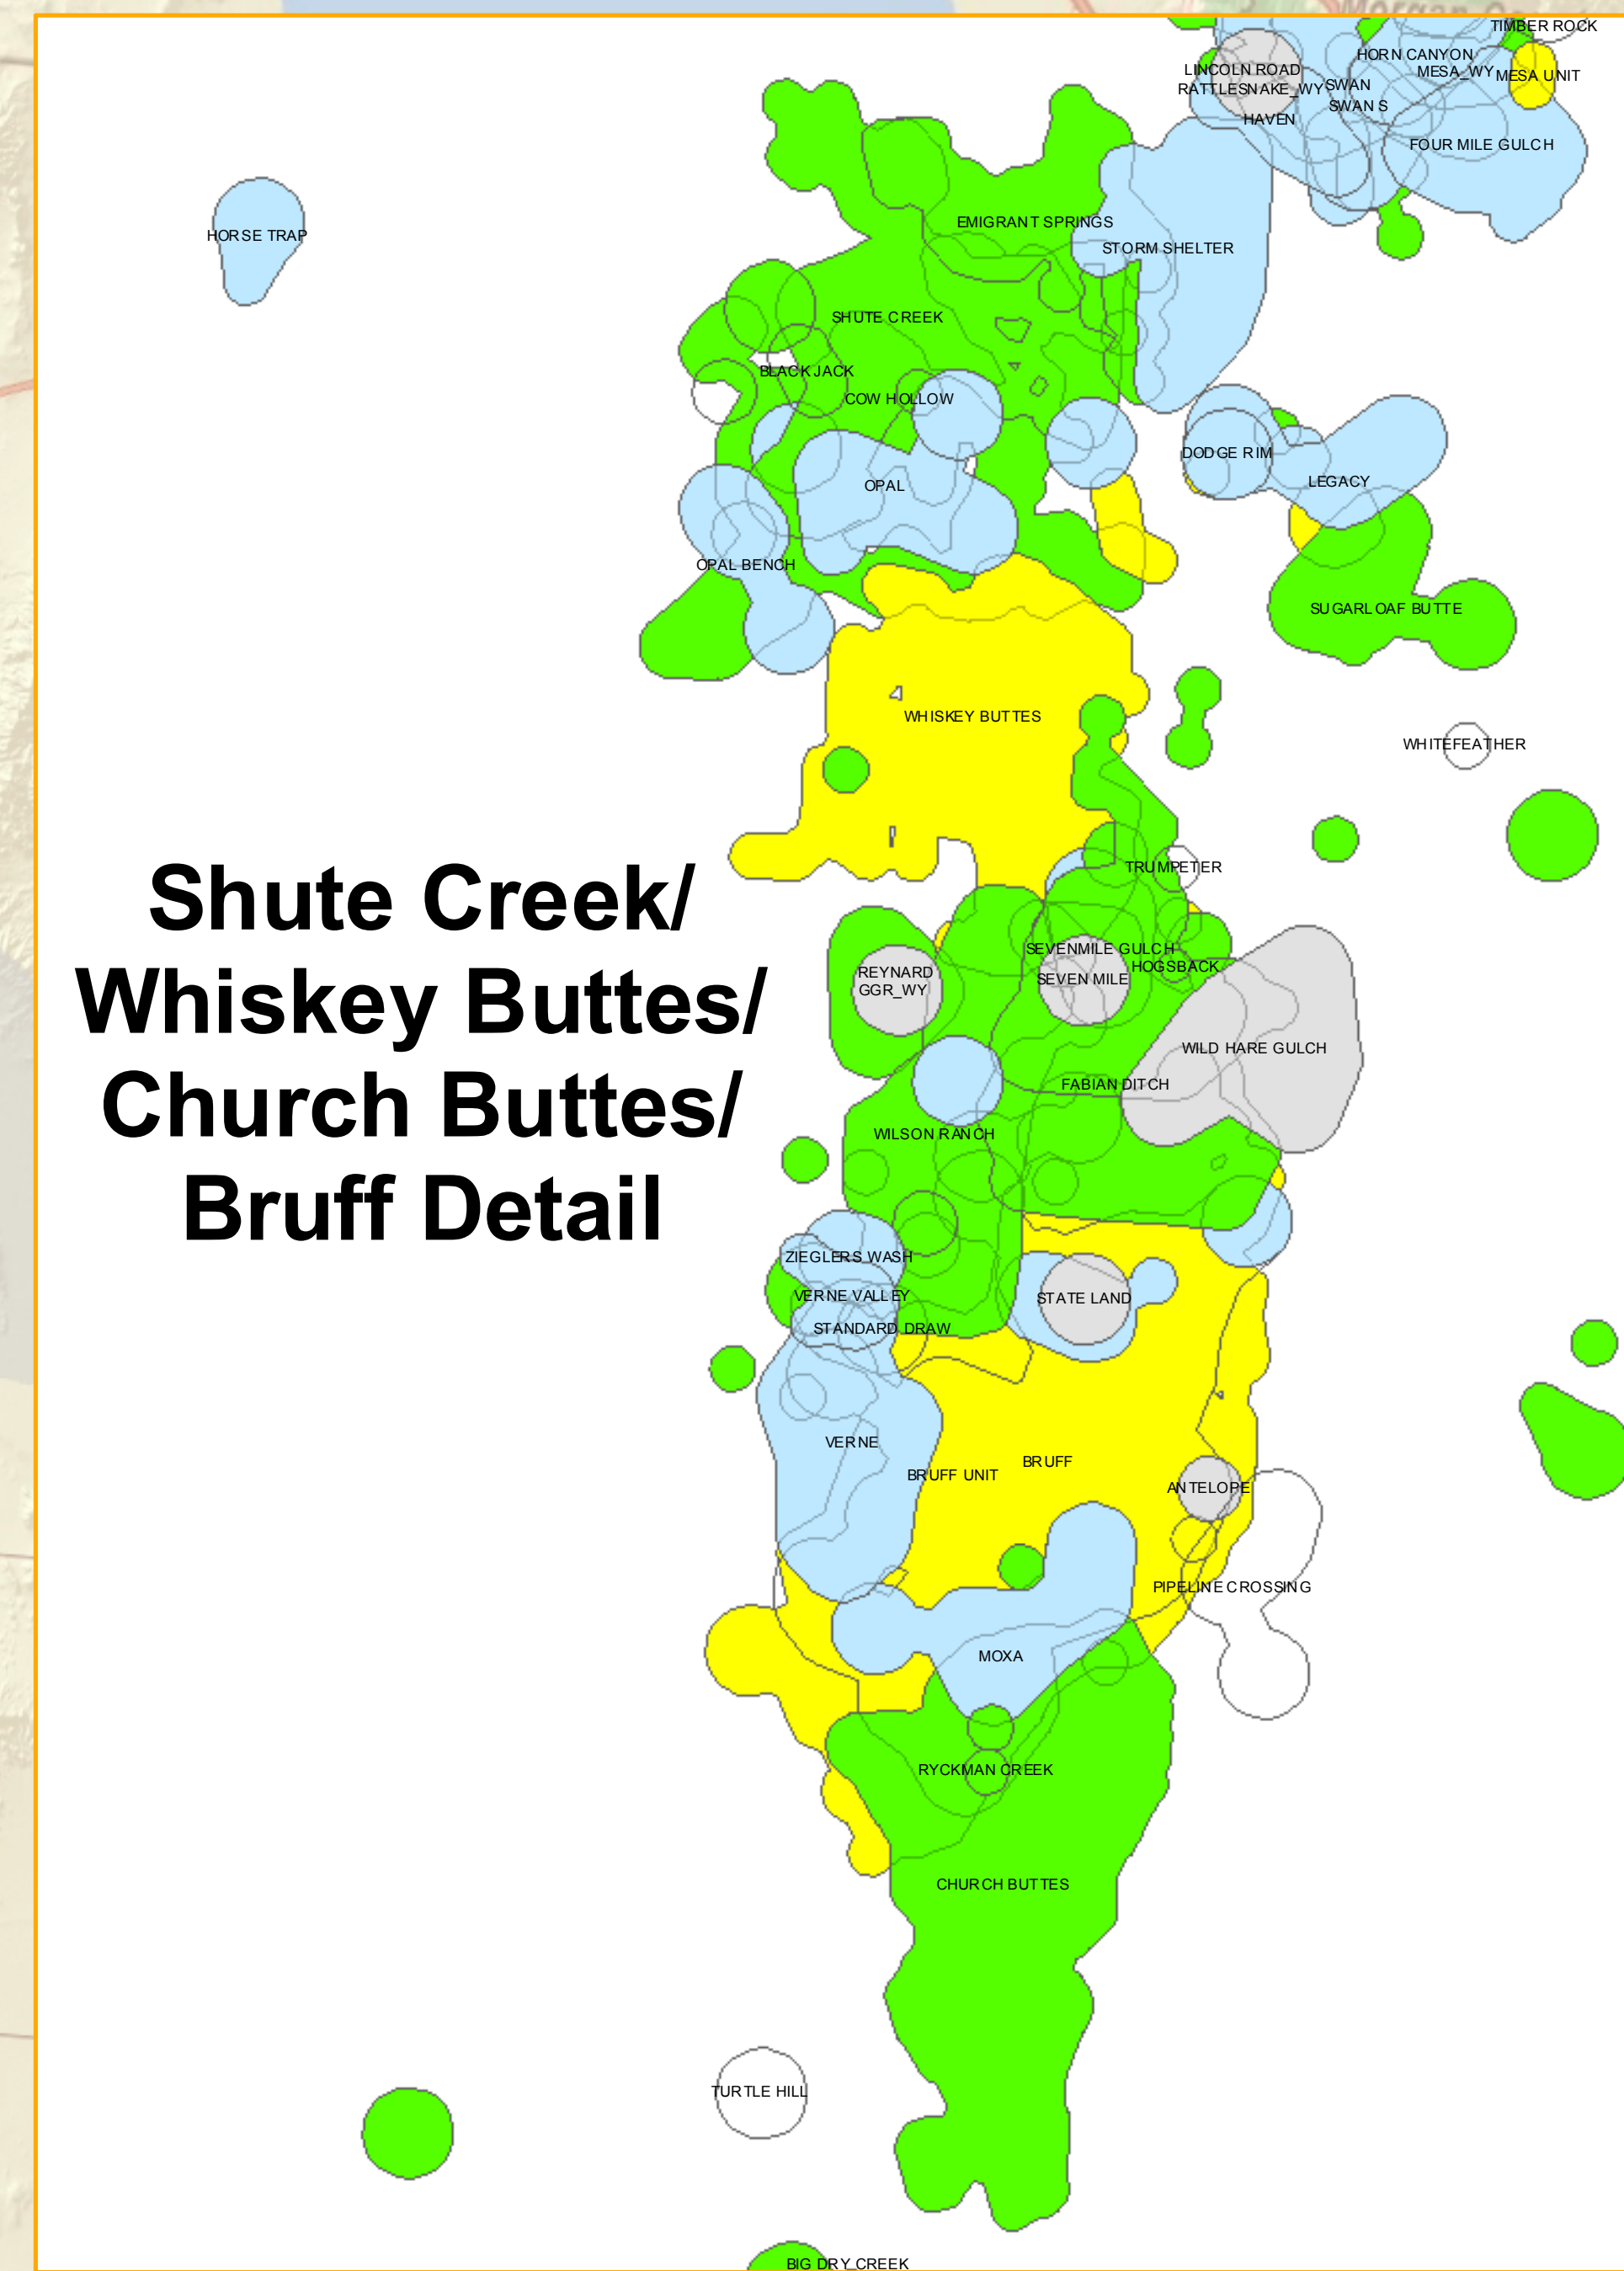 Morgan
TIMBER ROCK
HORN CANYON
LINCOLN ROAD
MESA_WY
MESA UNIT
RATTLESNAKE_WY
SWAN
SWAN S
HAVEN
FOUR MILE GULCH
EMIGRANT SPRINGS
HORSE TRAP
STORM SHELTER
SHUTE CREEK
BLACKJACK
COW HOLLOW
DODGE RIM
LEGACY
OPAL
OPAL BENCH
SUGARLOAF BUTTE
WHISKEY BUTTES
WHITEFEATHER
Shute Creek/
Whiskey Buttes/
Church Buttes/
Bruff Detail
TRUMPETER
SEVENMILE GULCH
HOGSBACK
REYNARD
SEVEN MILE
GGR_WY
WILD HARE GULCH
FABIAN DITCH
WILSON RANCH
ZIEGLERS WASH
VERNE VALLEY
STATE LAND
STANDARD DRAW
VERNE
BRUFF
BRUFF UNIT
ANTELOPE
PIPELINE CROSSING
MOXA
RYCKMAN CREEK
CHURCH BUTTES
TURTLE HILL
BIG DRY_CREEK